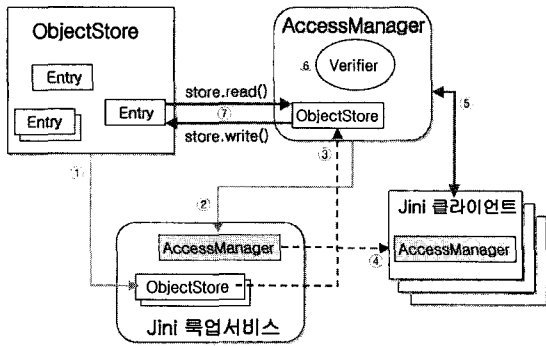 ObjectStore
Entry
Entry
Entry
AccessManager
.6.
Verifier
ObjectStore
store.read()
⑦
store.write()
③
⑤
①
②
Jini 클라이언트
AccessManager
④
AccessManager
ObjectStore
Jini 룩업서비스